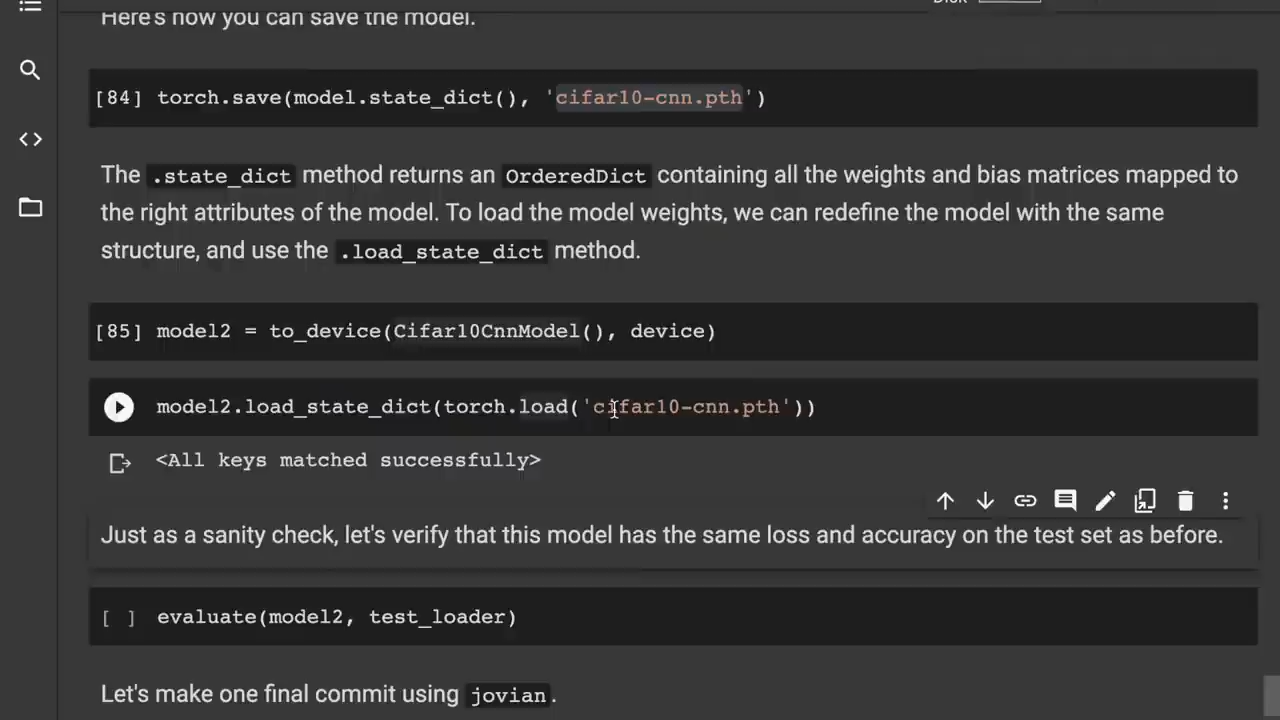 Here's how you can save the model.
[84] torch.save(model.state_dict(), 'cifar10-cnn.pth')
The .state_dict method returns an OrderedDict containing all the weights and bias matrices mapped to
the right attributes of the model. To load the model weights, we can redefine the model with the same
structure, and use the .load_state_dict method.
[85] model2 = to_device(Cifar10CnnModel(), device)
model2.load_state_dict(torch.load('cifar10-cnn.pth'))
<All keys matched successfully>
Just as a sanity check, let's verify that this model has the same loss and accuracy on the test set as before.
[ ] evaluate(model2, test_loader)
Let's make one final commit using jovian.